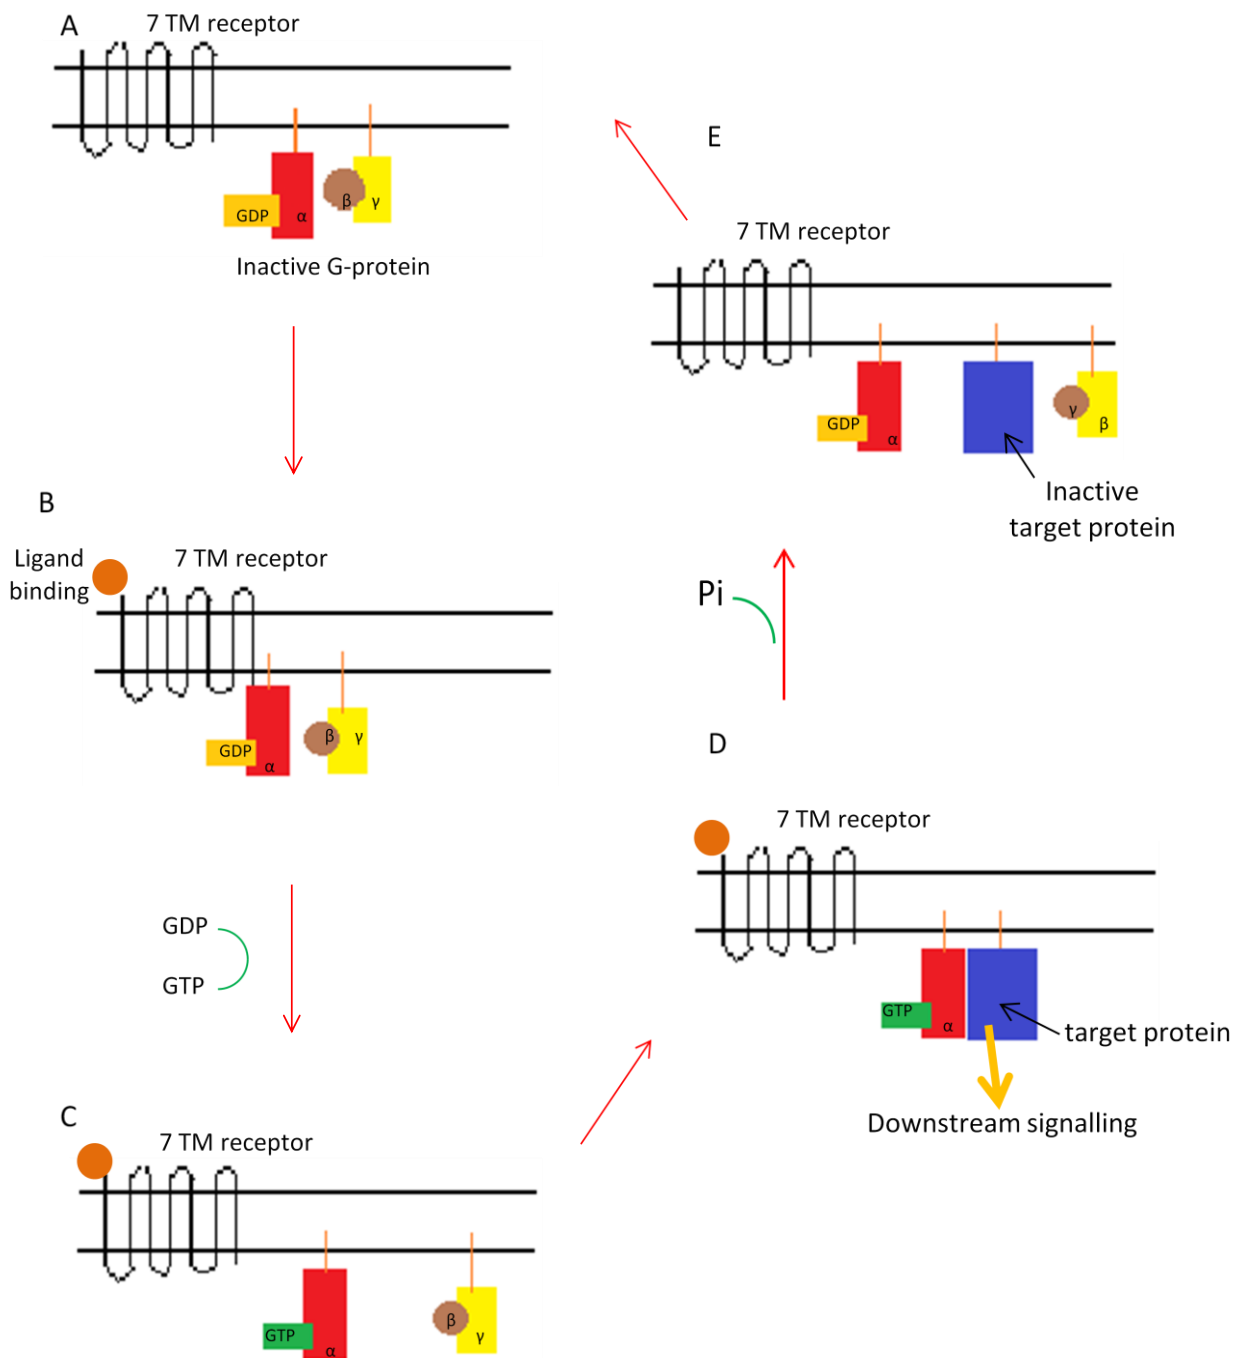 A
7 TM receptor
GDP
α
β
γ
Inactive G-protein
B
Ligand
binding
7 TM receptor
GDP
α
β
γ
GDP
GTP
C
7 TM receptor
GTP
α
β
γ
D
7 TM receptor
GTP
α
target protein
Downstream signalling
Pi
E
7 TM receptor
GDP
α
γ
β
Inactive
target protein